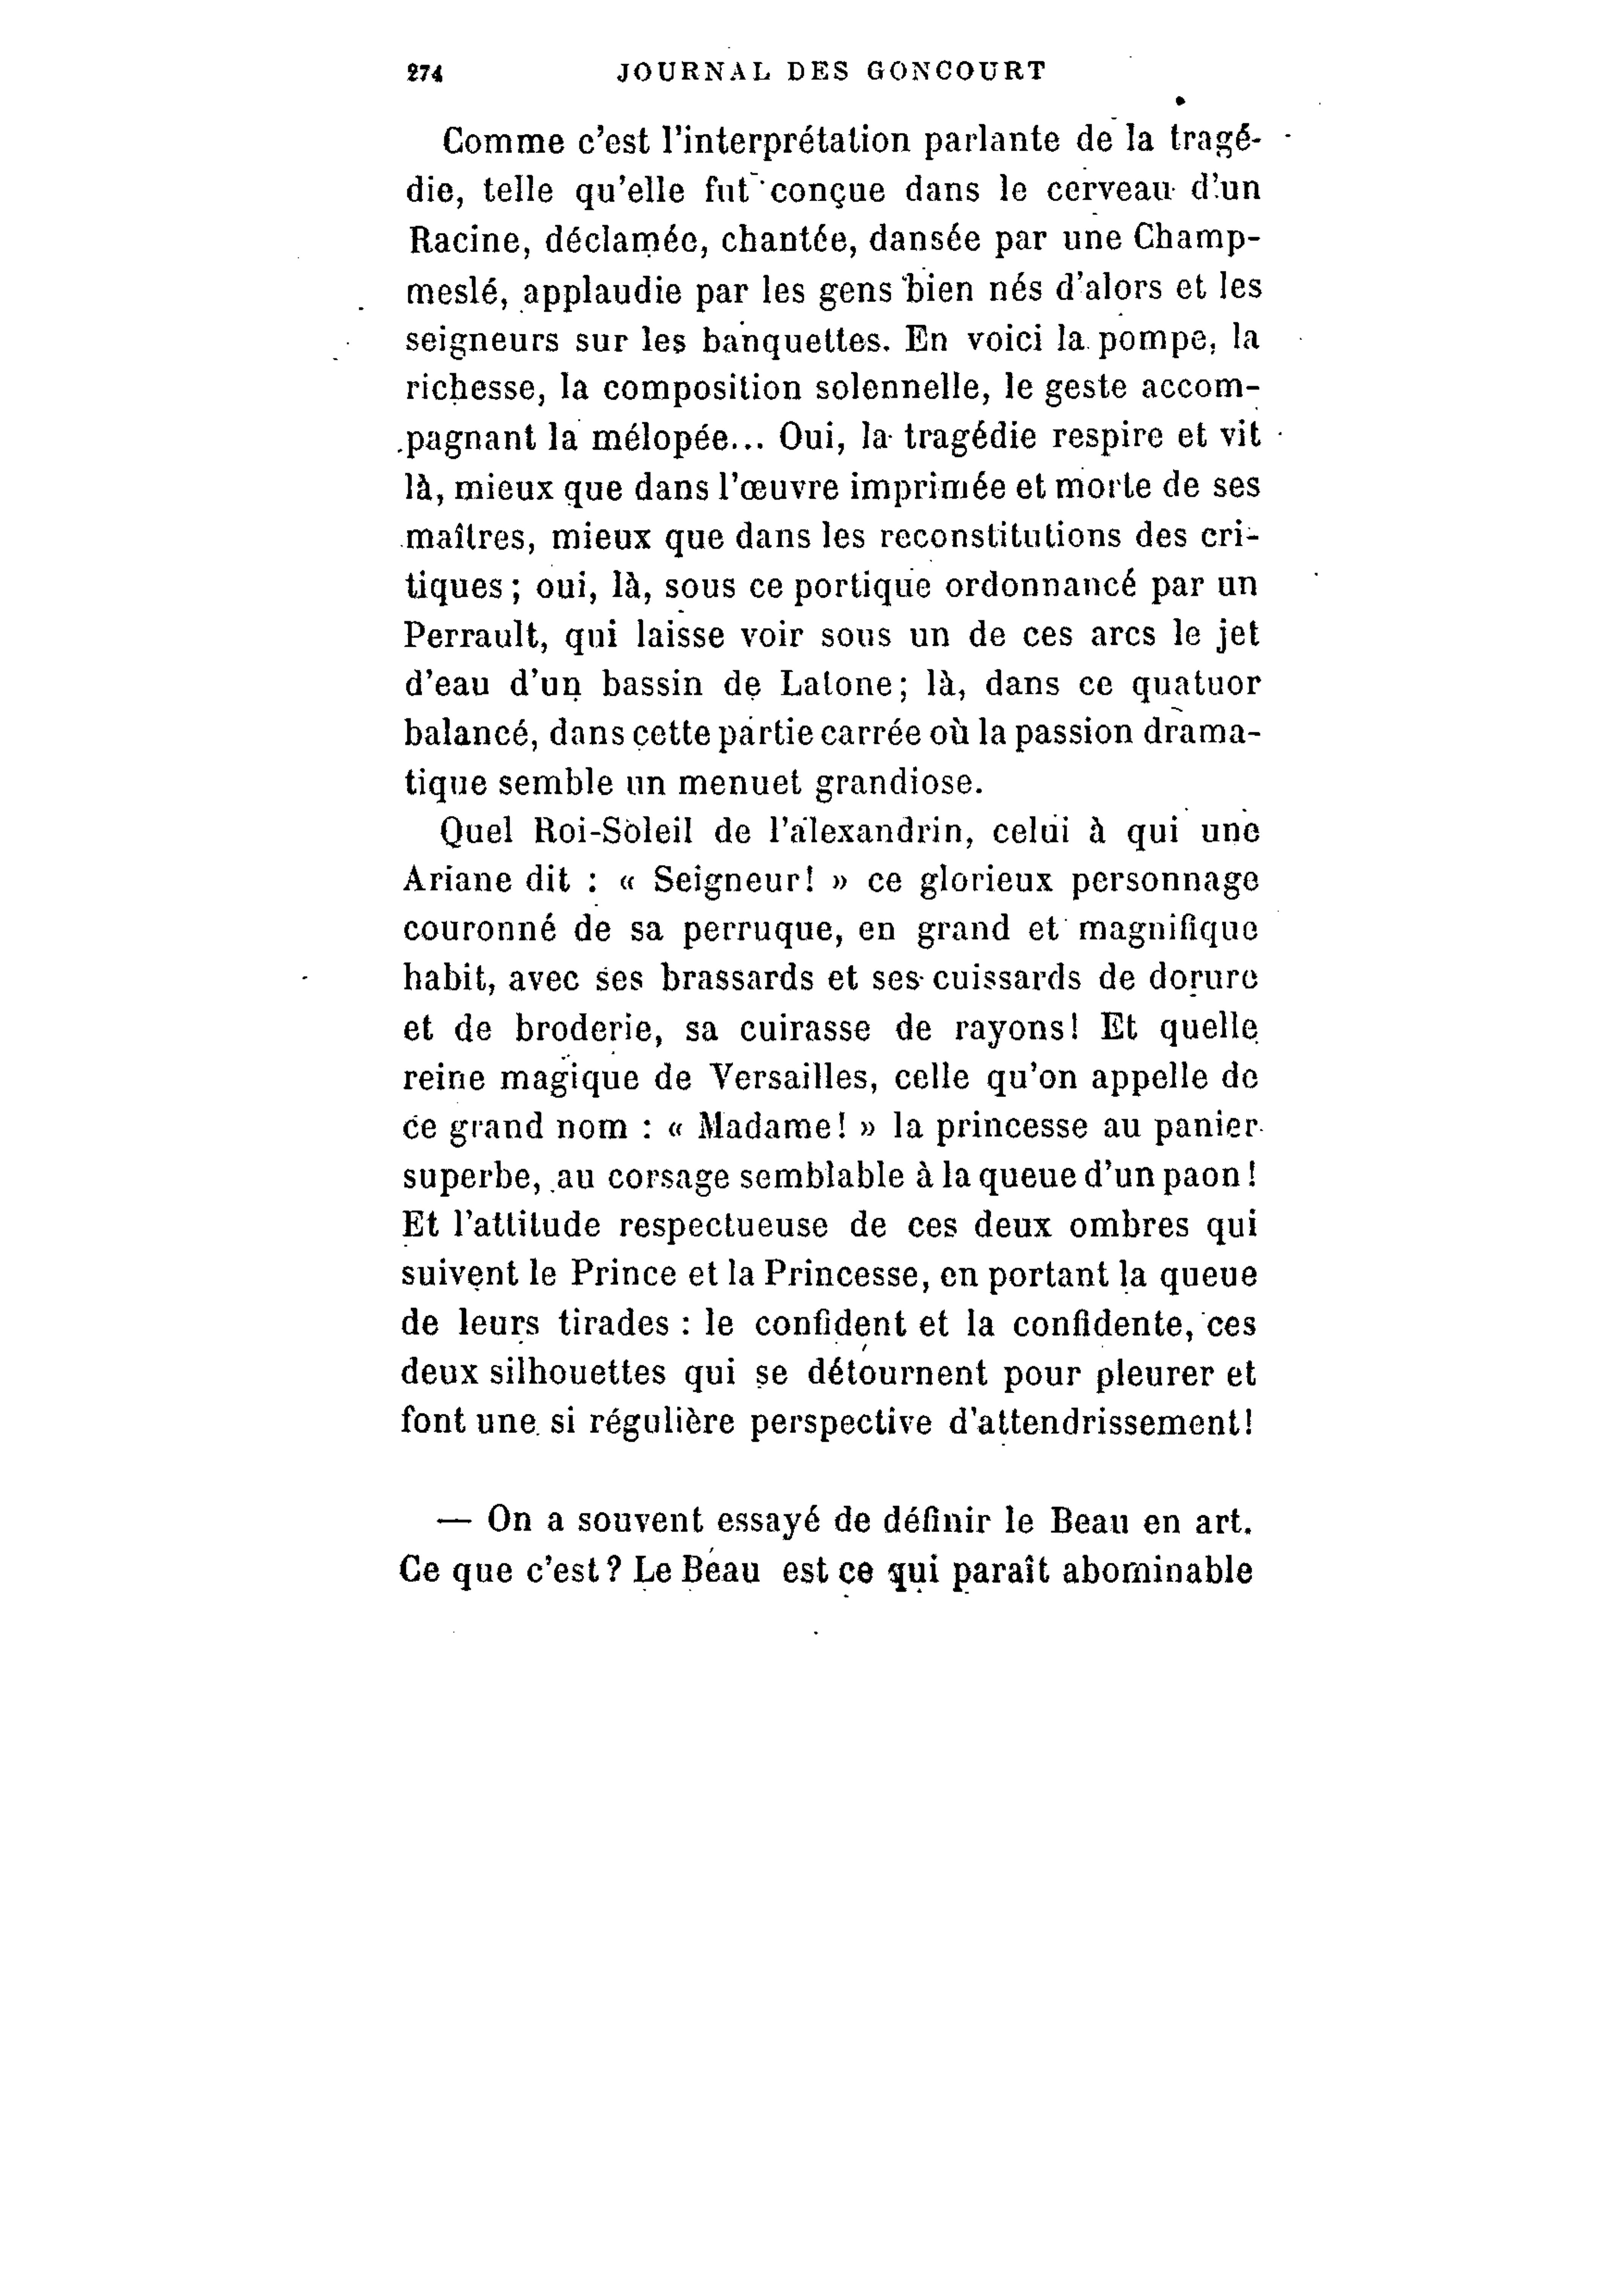 274 JOURNAL DES GONCOURT
Comme c'est l'interprétation parlante de la tragé-
die, telle qu'elle fut conçue dans le cerveau d'un
Racine, déclamée, chantée, dansée par une Champ-
meslé, applaudie par les gens bien nés d'alors et les
seigneurs sur les banquettes. En voici la pompe, la
richesse, la composition solennelle, le geste accom-
pagnant la mélopée... Oui, la tragédie respire et vit
là, mieux que dans l'œuvre imprimée et morte de ses
maîtres, mieux que dans les reconstitutions des cri-
tiques; oui, là, sous ce portique ordonnancé par un
Perrault, qui laisse voir sous un de ces arcs le jet
d'eau d'un bassin de Latone; là, dans ce quatuor
balancé, dans cette partie carrée où la passion drama-
tique semble un menuet grandiose.
Quel Roi-Soleil de l'alexandrin, celui à qui une
Ariane dit : « Seigneur! » ce glorieux personnage
couronné de sa perruque, en grand et magnifique
habit, avec ses brassards et ses cuissards de dorure
et de broderie, sa cuirasse de rayons! Et quelle
reine magique de Versailles, celle qu'on appelle de
ce grand nom : « Madame! » la princesse au panier
superbe, au corsage semblable à la queue d'un paon!
Et l'attitude respectueuse de ces deux ombres qui
suivent le Prince et la Princesse, en portant la queue
de leurs tirades : le confident et la confidente, ces
deux silhouettes qui se détournent pour pleurer et
font une si régulière perspective d'attendrissement!
— On a souvent essayé de définir le Beau en art.
Ce que c'est? Le Beau est ce qui paraît abominable